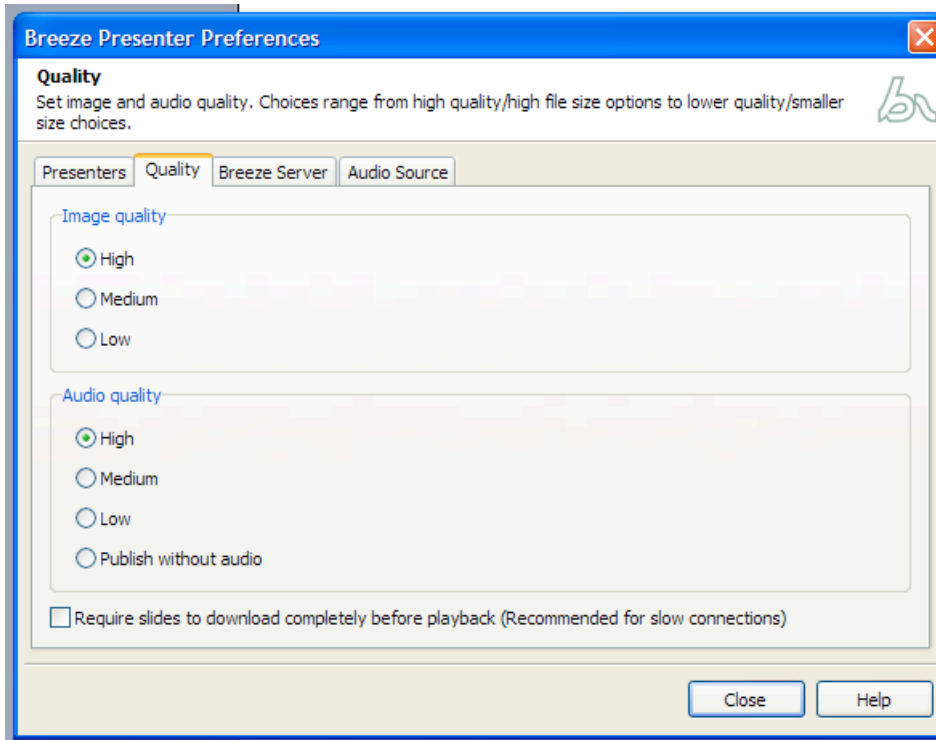 Breeze Presenter Preferences
Quality
Set image and audio quality. Choices range from high quality/high file size options to lower quality/smaller
size choices.
Presenters Quality Breeze Server Audio Source
Image quality
High
Medium
Low
Audio quality
High
Medium
Low
Publish without audio
Require slides to download completely before playback (Recommended for slow connections)
Close Help